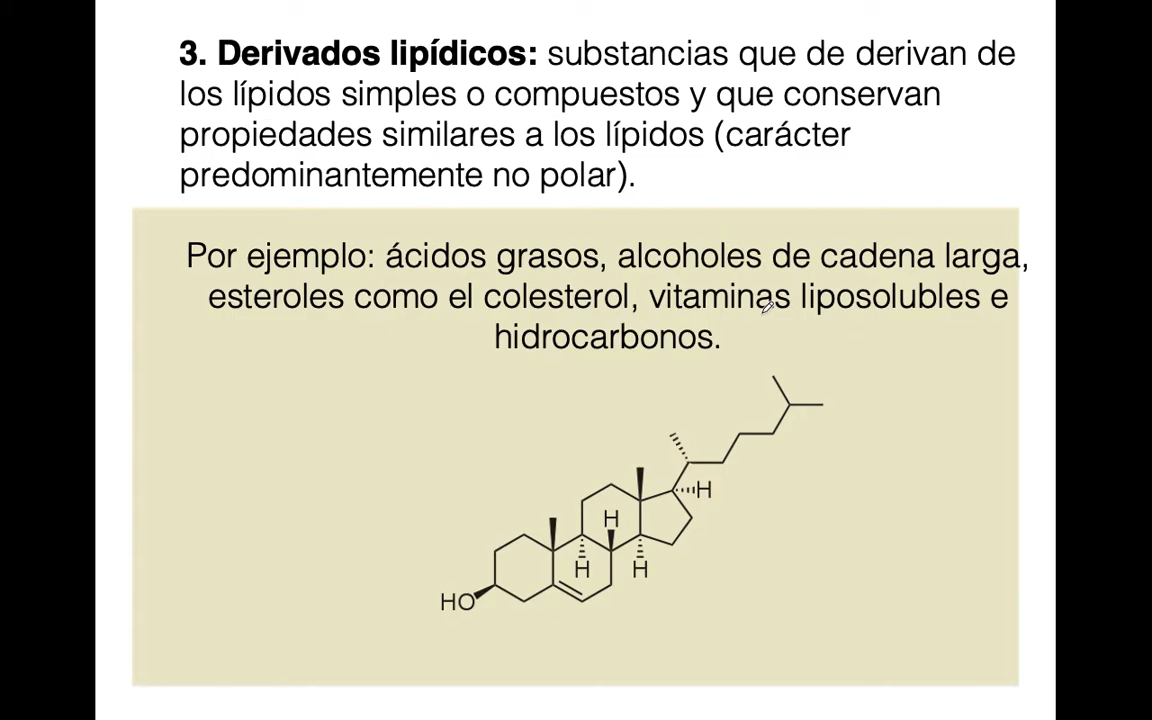 3. Derivados lipídicos: substancias que de derivan de
los lípidos simples o compuestos y que conservan
propiedades similares a los lípidos (carácter
predominantemente no polar).
Por ejemplo: ácidos grasos, alcoholes de cadena larga,
esteroles como el colesterol, vitaminas liposolubles e
hidrocarbonos.
H
H
H
H
HO